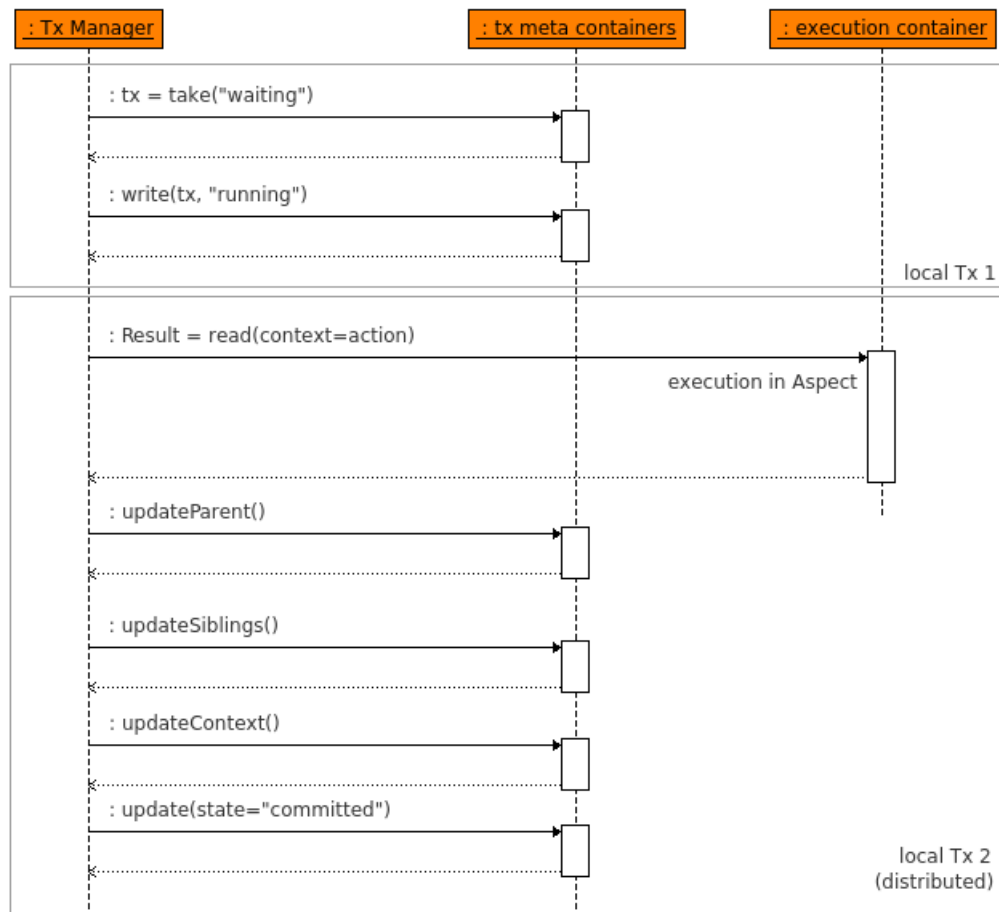 : Tx Manager
: tx meta containers
: execution container
: tx = take("waiting")
: write(tx, "running")
local Tx 1
: Result = read(context=action)
execution in Aspect
: updateParent()
: updateSiblings()
: updateContext()
: update(state="committed")
local Tx 2
(distributed)